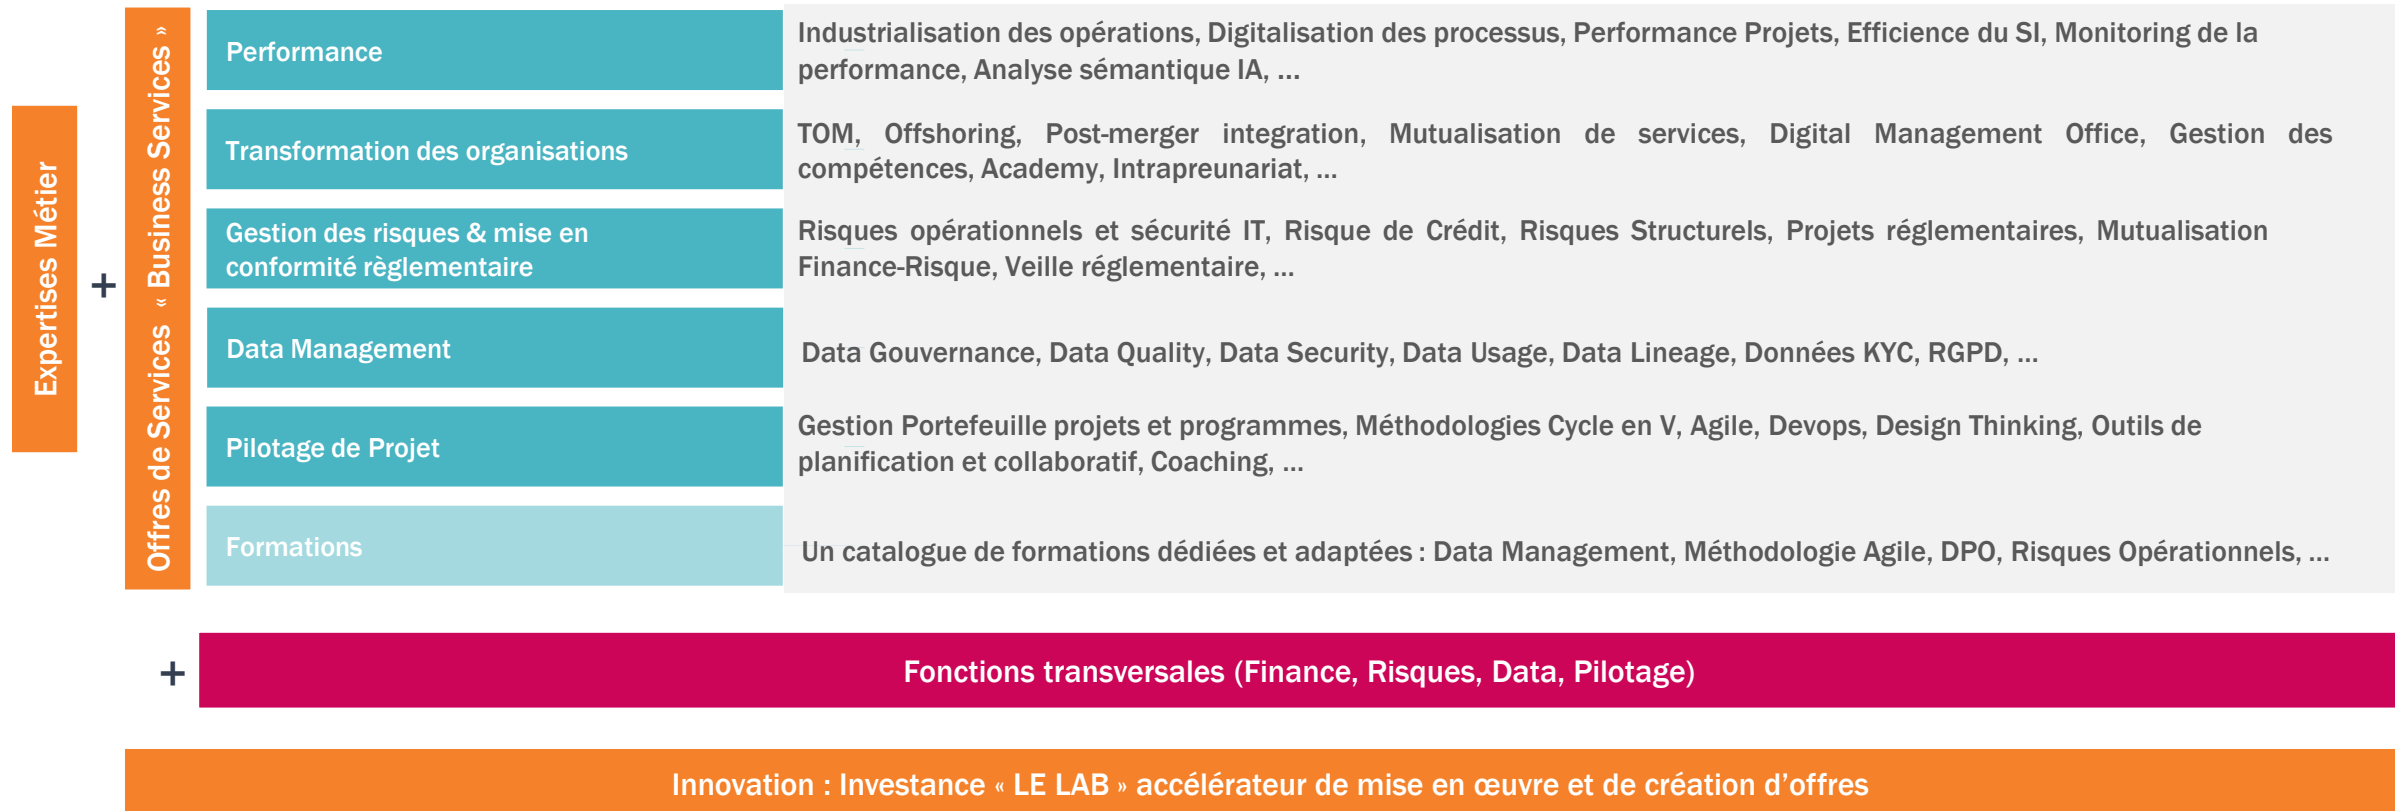 Expertises Métier
+
Offres de Services « Business Services »
Performance
Industrialisation des opérations, Digitalisation des processus, Performance Projets, Efficience du SI, Monitoring de la
performance, Analyse sémantique IA, ...
Transformation des organisations
TOM, Offshoring, Post-merger integration, Mutualisation de services, Digital Management Office, Gestion des
compétences, Academy, Intrapreunariat, ...
Gestion des risques & mise en
conformité règlementaire
Risques opérationnels et sécurité IT, Risque de Crédit, Risques Structurels, Projets réglementaires, Mutualisation
Finance-Risque, Veille réglementaire, ...
Data Management
Data Gouvernance, Data Quality, Data Security, Data Usage, Data Lineage, Données KYC, RGPD, ...
Pilotage de Projet
Gestion Portefeuille projets et programmes, Méthodologies Cycle en V, Agile, Devops, Design Thinking, Outils de
planification et collaboratif, Coaching, ...
Formations
Un catalogue de formations dédiées et adaptées : Data Management, Méthodologie Agile, DPO, Risques Opérationnels, ...
+
Fonctions transversales (Finance, Risques, Data, Pilotage)
Innovation : Investance « LE LAB » accélérateur de mise en œuvre et de création d'offres